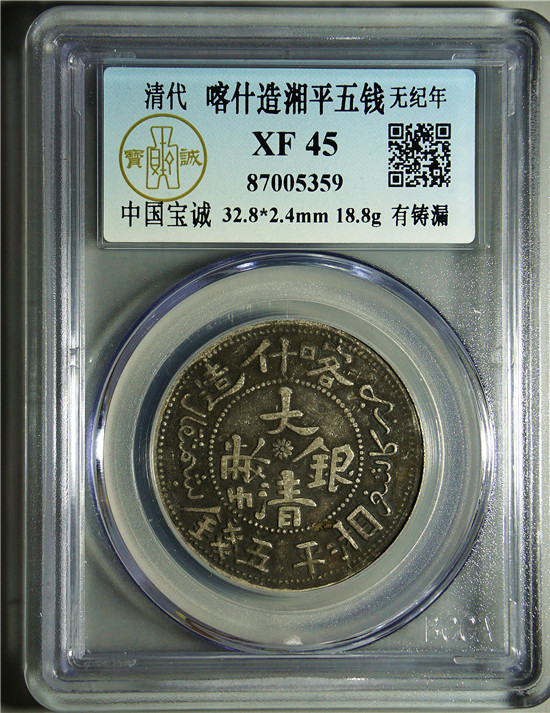 清代 喀什造湘平五钱 无纪年
XF 45
寶 誠
87005359
中国宝诚 32.8*2.4mm 18.8g 有铸漏
喀什造
大清銀幣
湘平五錢